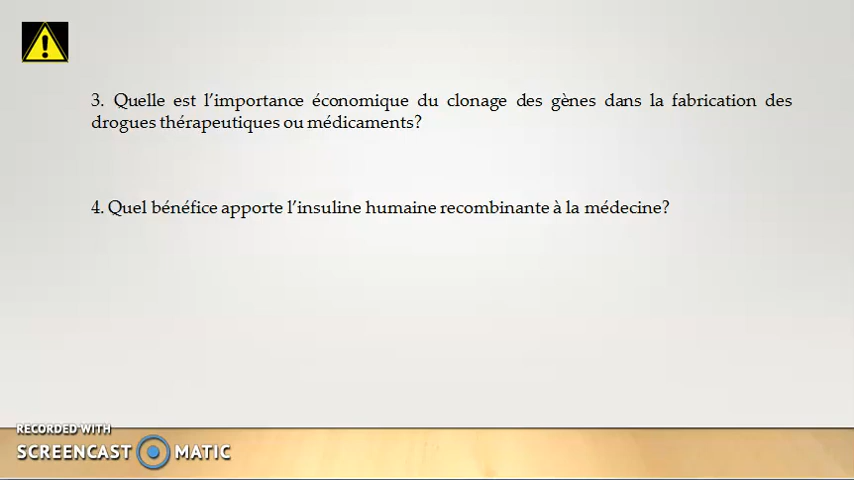 3. Quelle est l'importance économique du clonage des gènes dans la fabrication des
drogues thérapeutiques ou médicaments?
4. Quel bénéfice apporte l'insuline humaine recombinante à la médecine?
RECORDED WITH
SCREENCAST MATIC